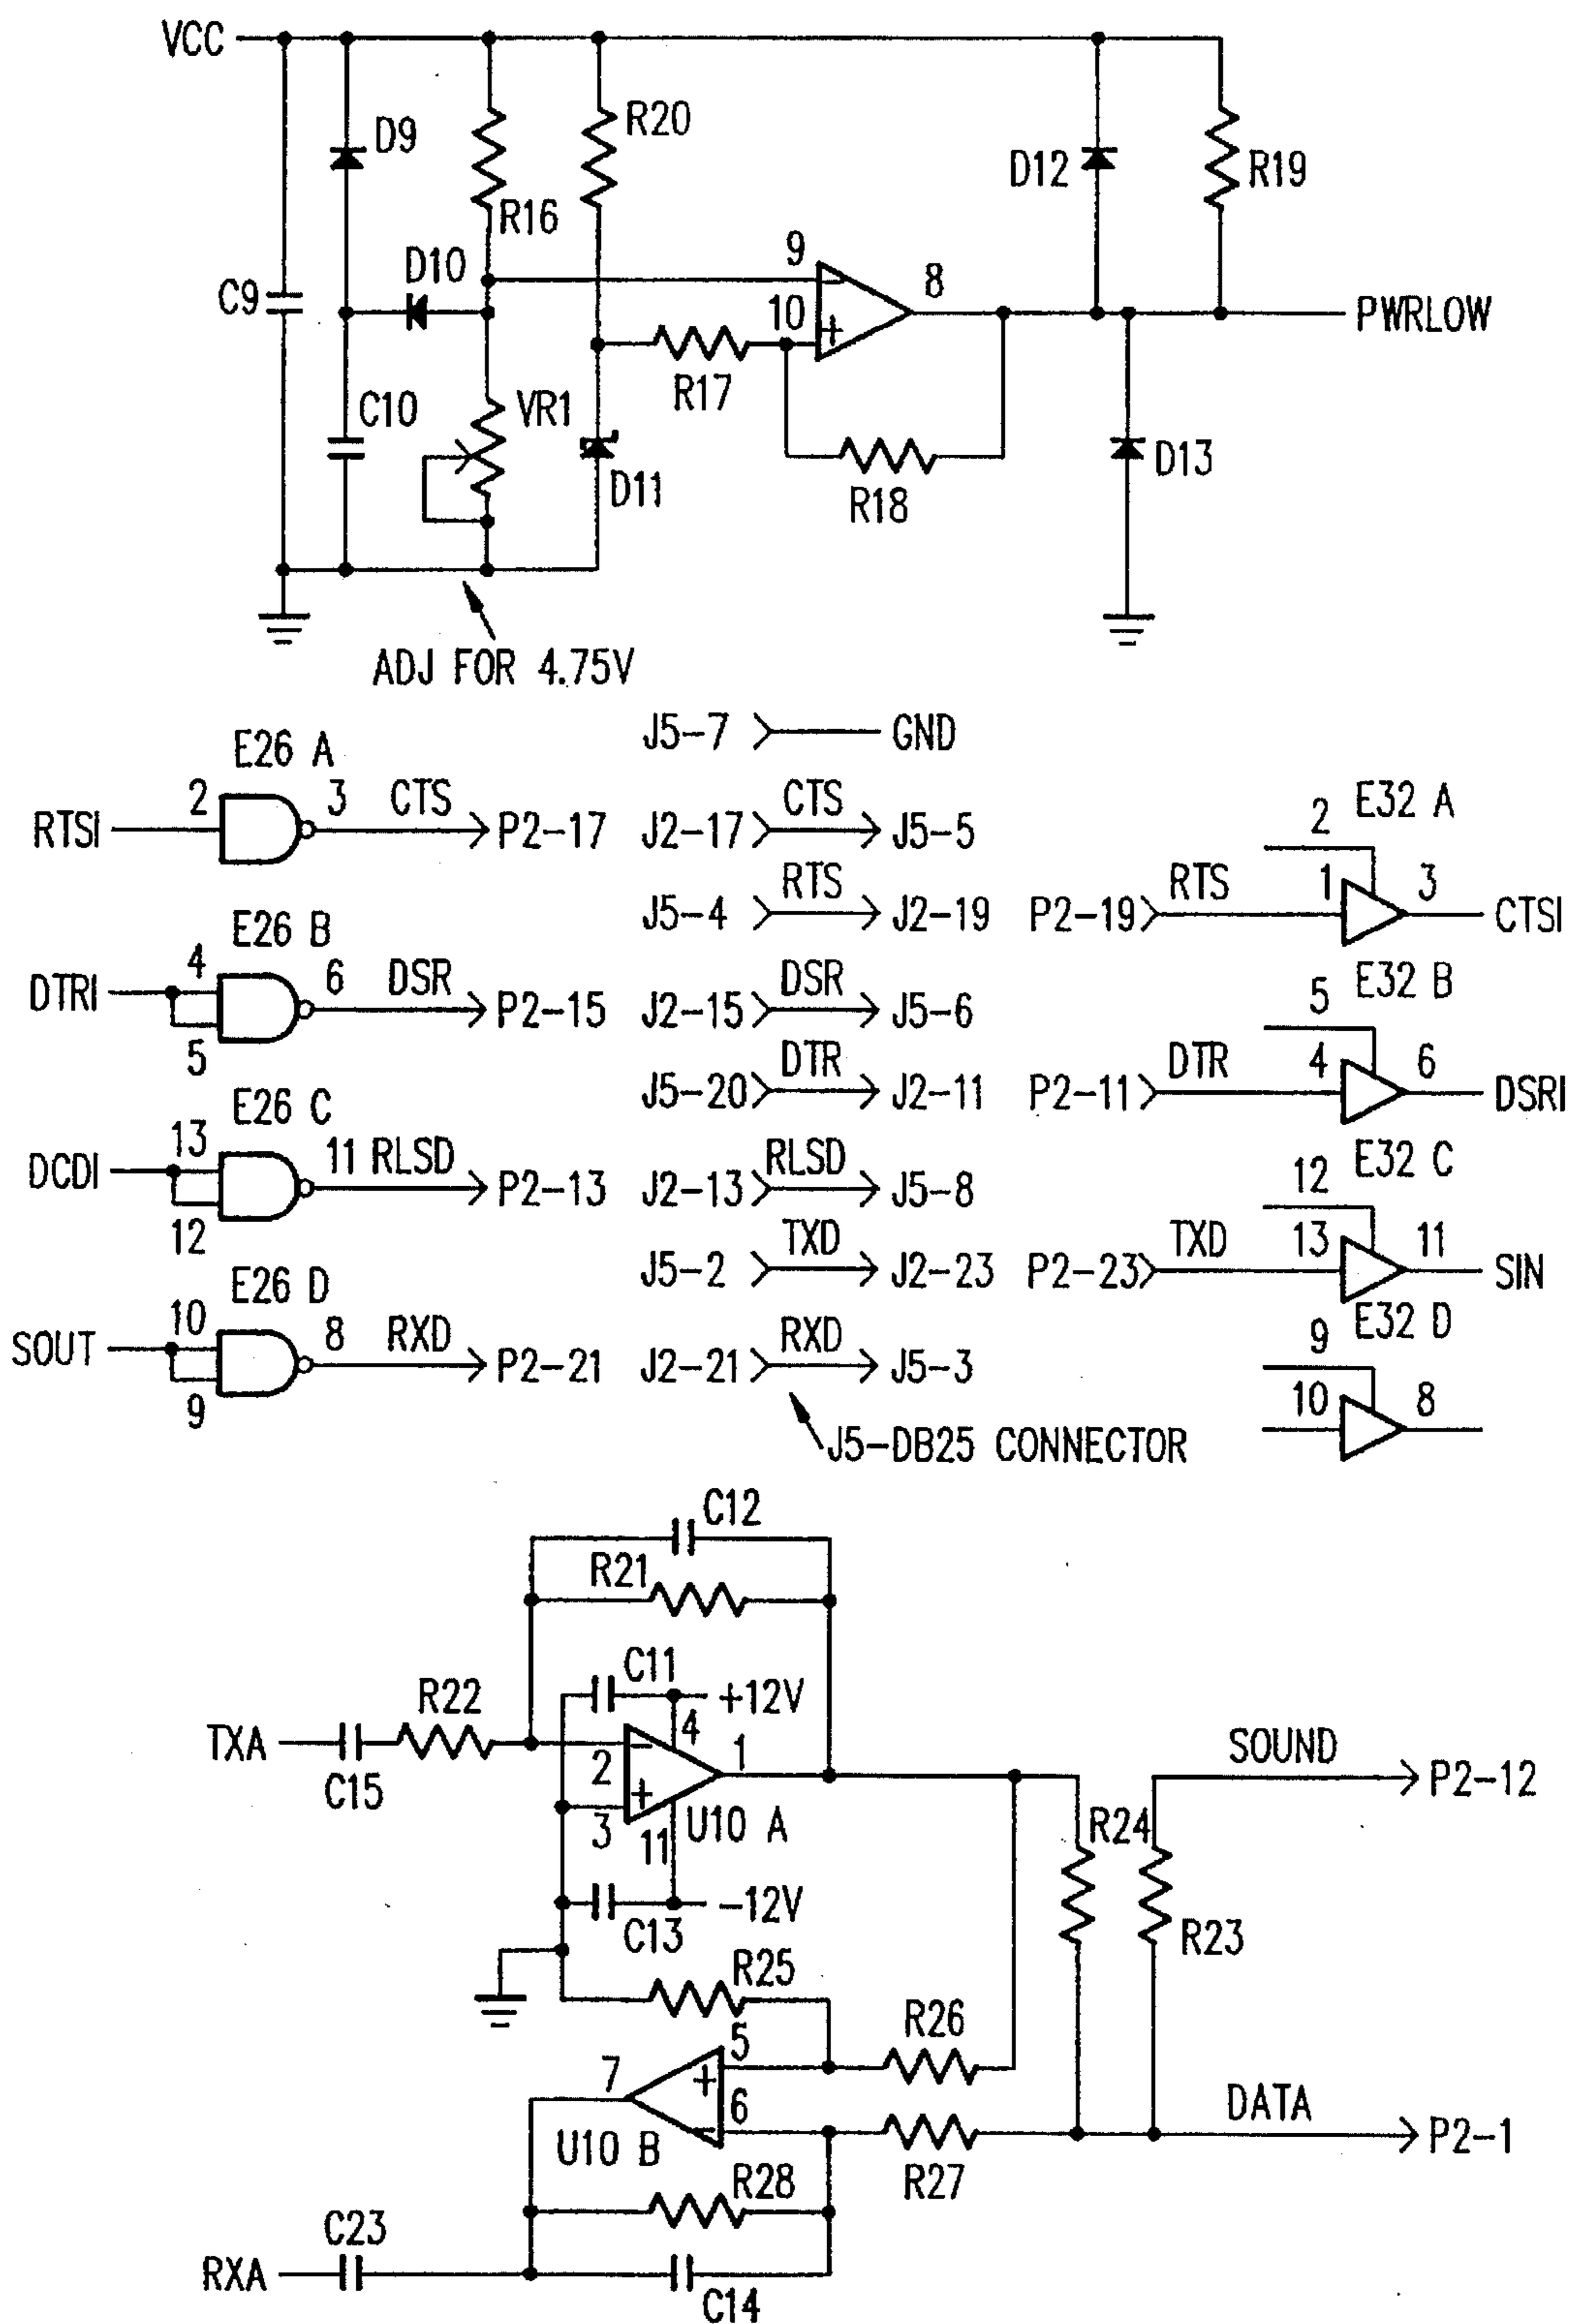 VCC
D9
R20
D12
R19
R16
D10
9
8
C9
10
PWRLOW
−
+
R17
C10
VR1
D11
R18
D13
ADJ FOR 4.75V
J5-7 GND
E26 A
RTSI 2 3 CTS P2-17
J2-17 CTS J5-5
E32 A
2
J5-4 RTS J2-19
P2-19 RTS 1 3 CTSI
E26 B
DTRI 4 5 6 DSR P2-15
J2-15 DSR J5-6
E32 B
5
J5-20 DTR J2-11
P2-11 DTR 4 6 DSRI
E26 C
DCDI 13 12 11 RLSD P2-13
J2-13 RLSD J5-8
E32 C
12
J5-2 TXD J2-23
P2-23 TXD 13 11 SIN
E26 D
SOUT 10 9 8 RXD P2-21
J2-21 RXD J5-3
E32 D
9
10 8
J5-DB25 CONNECTOR
C12
R21
C11
+12V
R22
4
TXA
C15
2
−
1
+
3
11
U10 A
SOUND
P2-12
R24
C13
-12V
R23
R25
R26
5
7
+
6
−
U10 B
DATA
P2-1
R27
R28
C23
RXA
C14